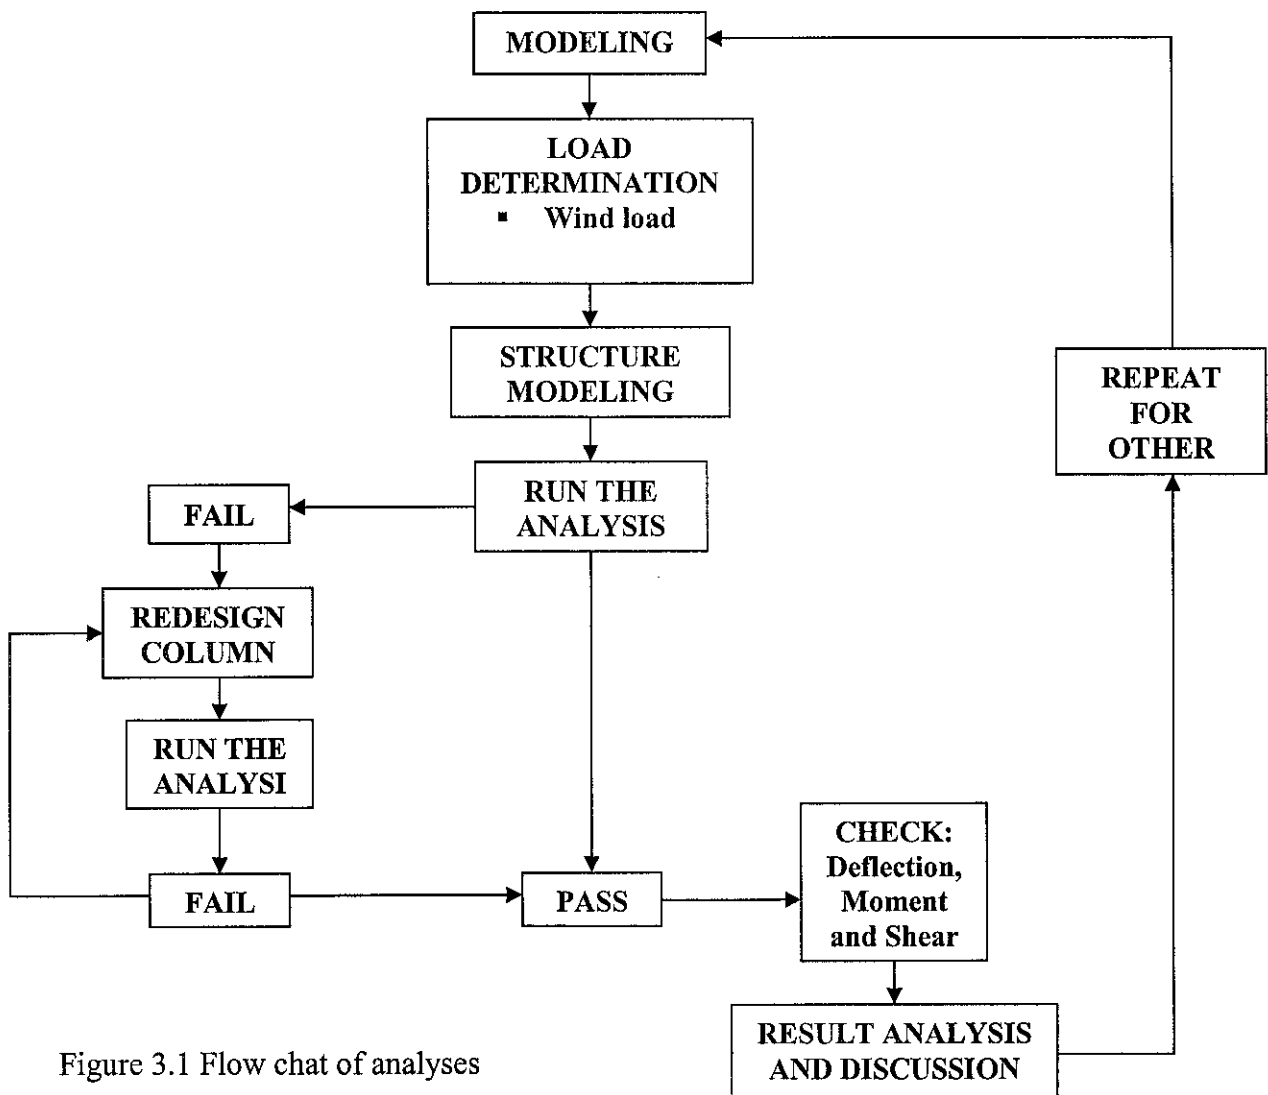 MODELING
LOAD
DETERMINATION
▪ Wind load
STRUCTURE
MODELING
RUN THE
ANALYSIS
FAIL
REDESIGN
COLUMN
RUN THE
ANALYSI
FAIL
PASS
CHECK:
Deflection,
Moment
and Shear
RESULT ANALYSIS
AND DISCUSSION
REPEAT
FOR
OTHER
Figure 3.1 Flow chat of analyses